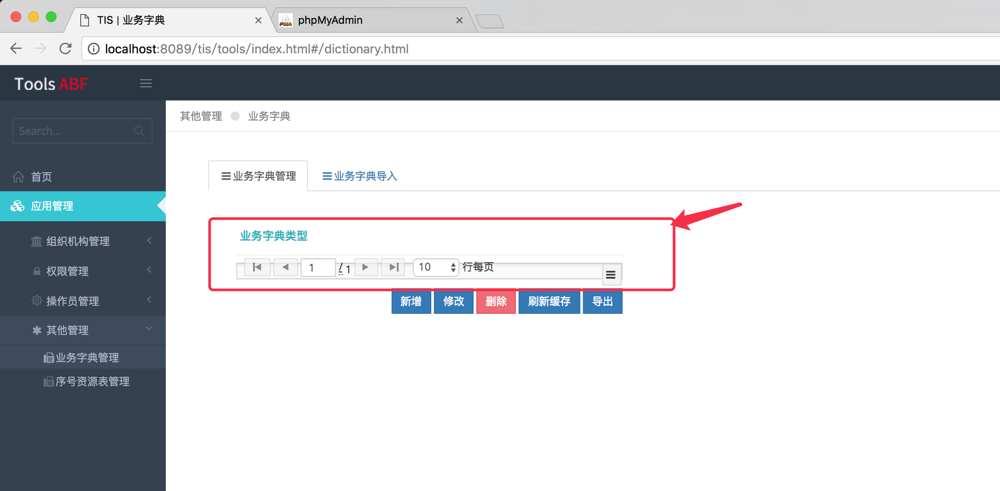 TIS | 业务字典
PMA phpMyAdmin
localhost:8089/tis/tools/index.html#/dictionary.html
Tools ABF
Search...
首页
应用管理
组织机构管理
权限管理
操作员管理
其他管理
业务字典管理
序号资源表管理
其他管理 业务字典
业务字典管理 业务字典导入
业务字典类型
1 / 1 10 行每页
新增 修改 删除 刷新缓存 导出